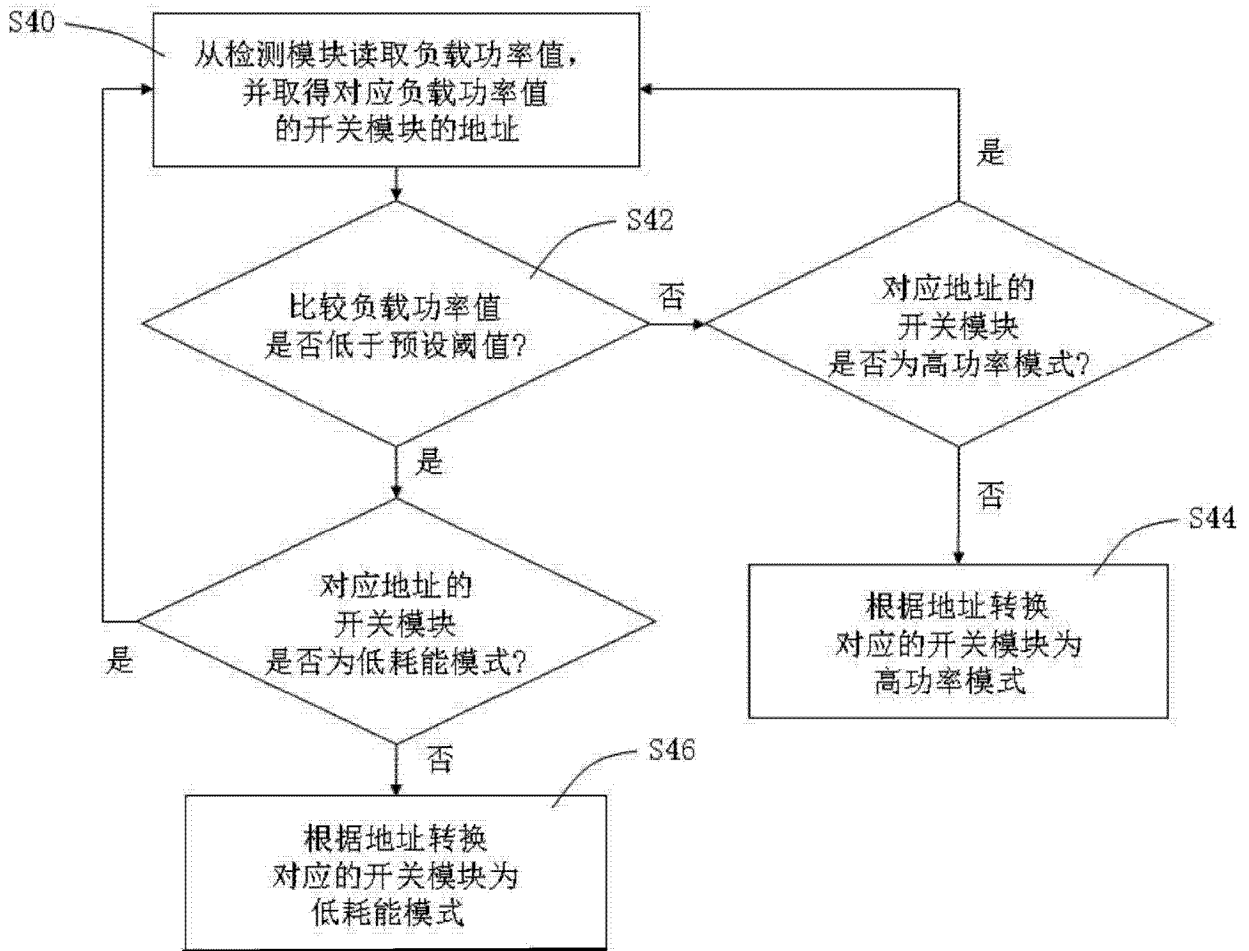 S40
从检测模块读取负载功率值，
并取得对应负载功率值
的开关模块的地址
是
S42
比较负载功率值
是否低于预设阈值?
否
对应地址的
开关模块
是否为高功率模式?
是
否
S44
对应地址的
开关模块
是否为低耗能模式?
是
根据地址转换
对应的开关模块为
高功率模式
否
S46
根据地址转换
对应的开关模块为
低耗能模式